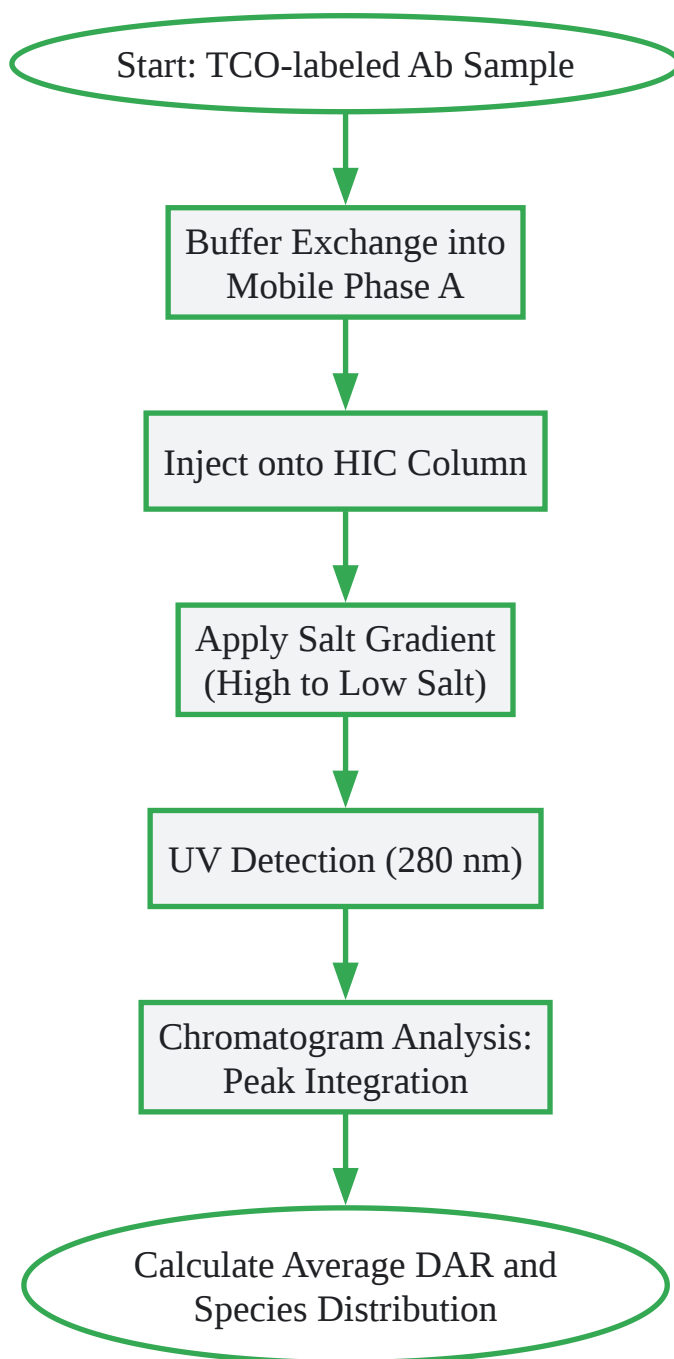 Start: TCO-labeled Ab Sample
Buffer Exchange into
Mobile Phase A
Inject onto HIC Column
Apply Salt Gradient
(High to Low Salt)
UV Detection (280 nm)
Chromatogram Analysis:
Peak Integration
Calculate Average DAR and
Species Distribution